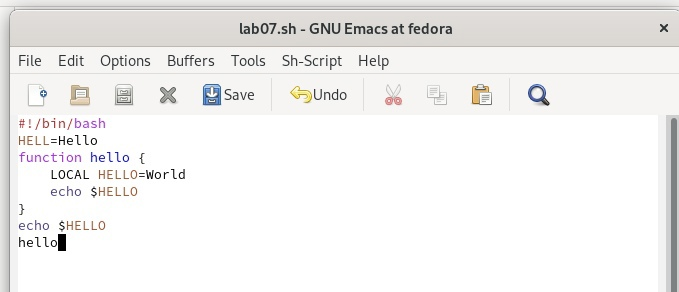 lab07.sh - GNU Emacs at fedora
File Edit Options Buffers Tools Sh-Script Help
Save Undo
#!/bin/bash
HELL=Hello
function hello {
    LOCAL HELLO=World
    echo $HELLO
}
echo $HELLO
hello